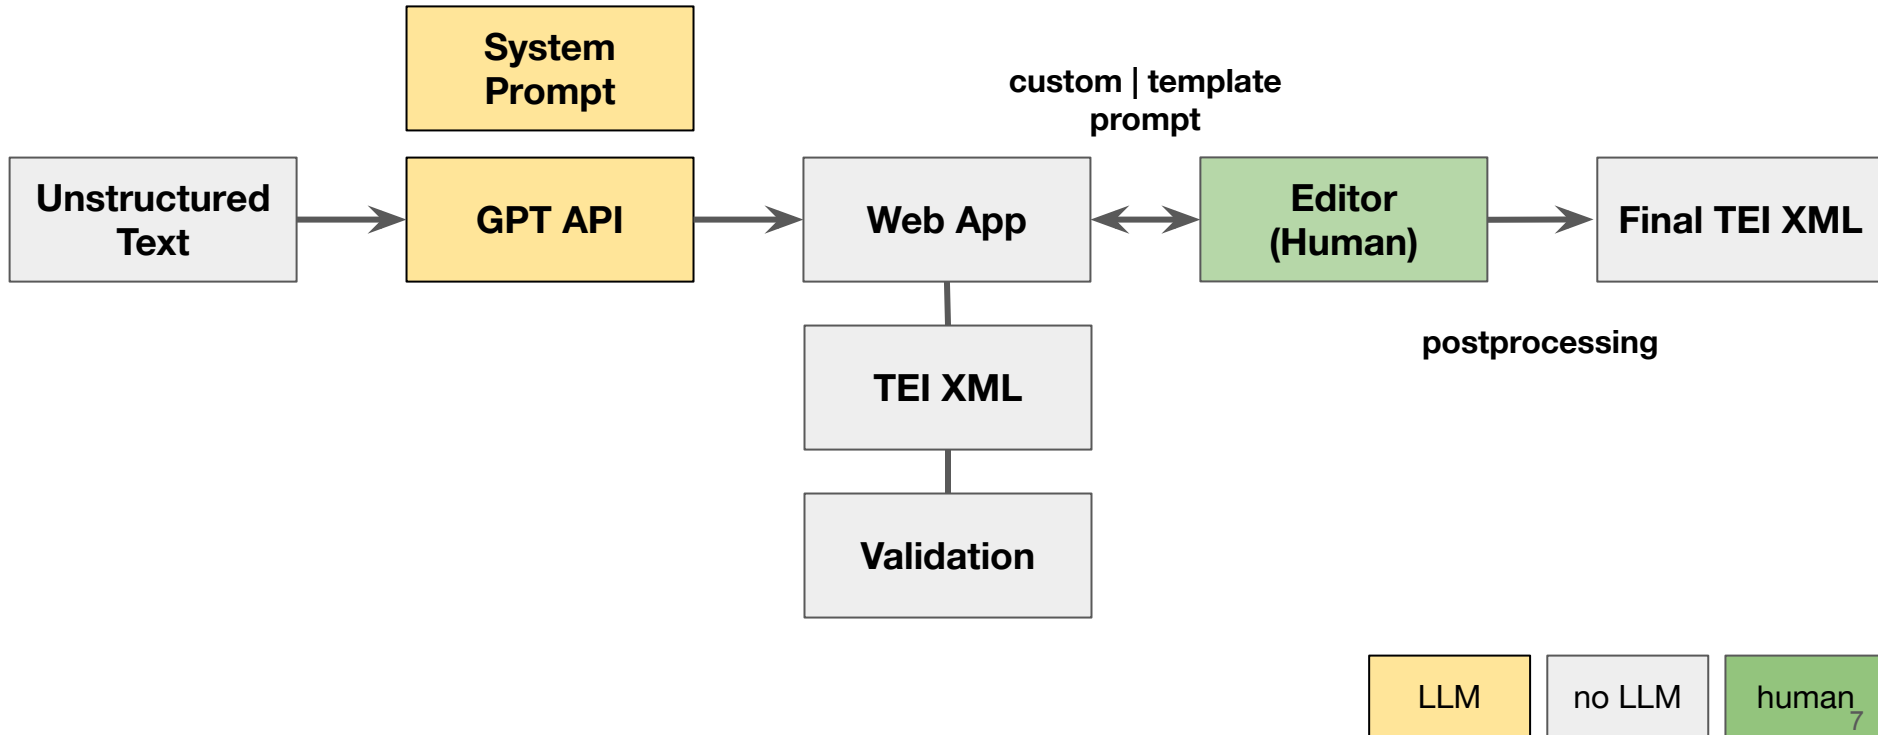 System
Prompt
custom | template
prompt
Unstructured
Text
GPT API
Web App
Editor
(Human)
Final TEI XML
postprocessing
TEI XML
Validation
LLM
no LLM
human
7